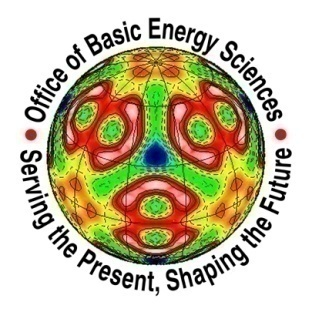 Office of Basic Energy Sciences
Serving the Present, Shaping the Future